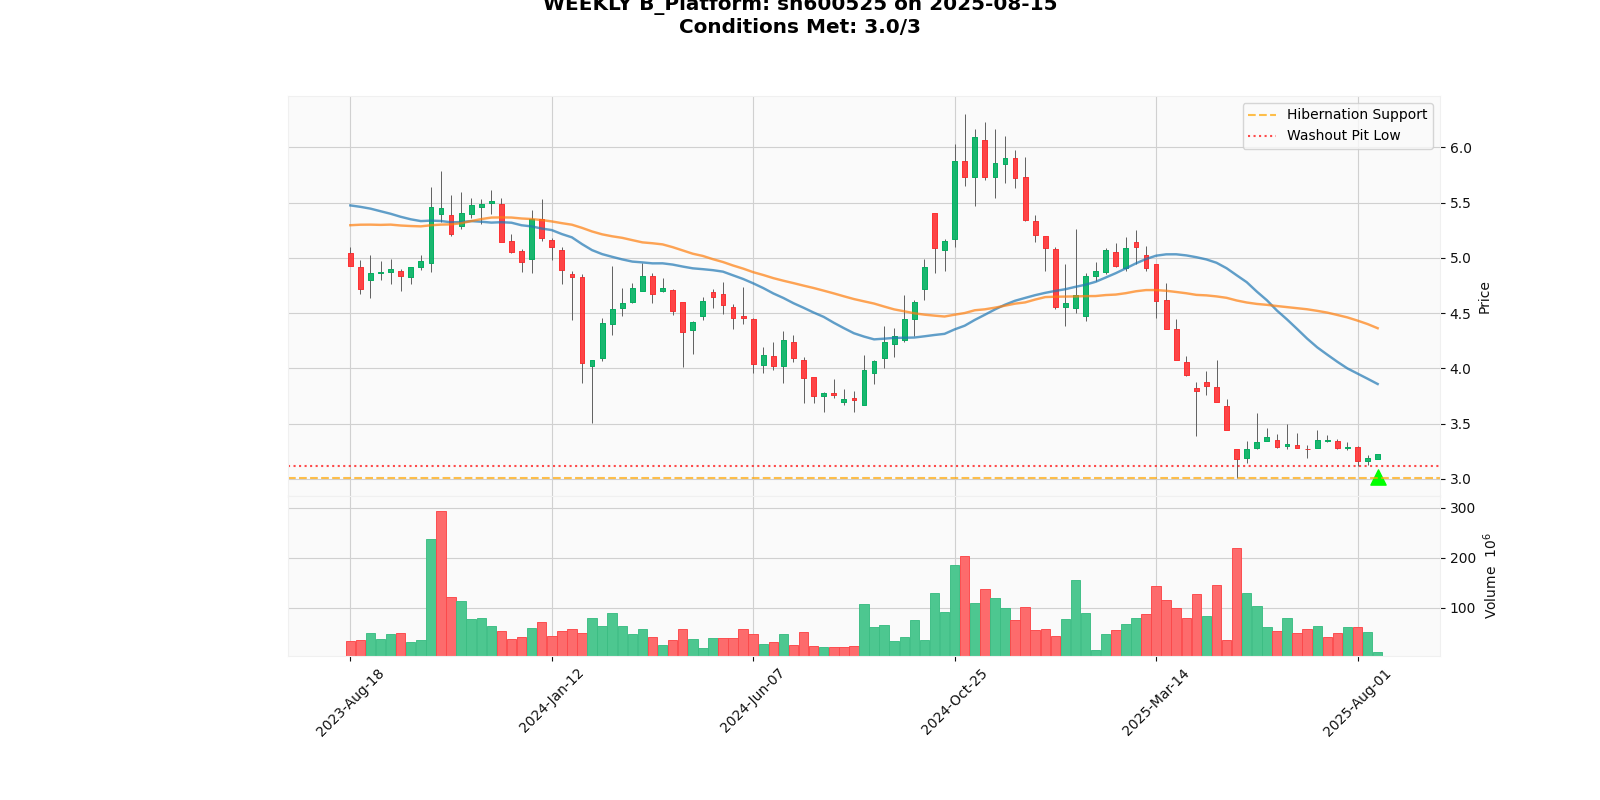 WEEKLY B_Platform: sh600525 on 2025-08-15
Conditions Met: 3.0/3
Hibernation Support
Washout Pit Low
6.0
5.5
5.0
4.5
4.0
3.5
3.0
Price
300
200
100
Volume 10⁶
2023-Aug-18
2024-Jan-12
2024-Jun-07
2024-Oct-25
2025-Mar-14
2025-Aug-01